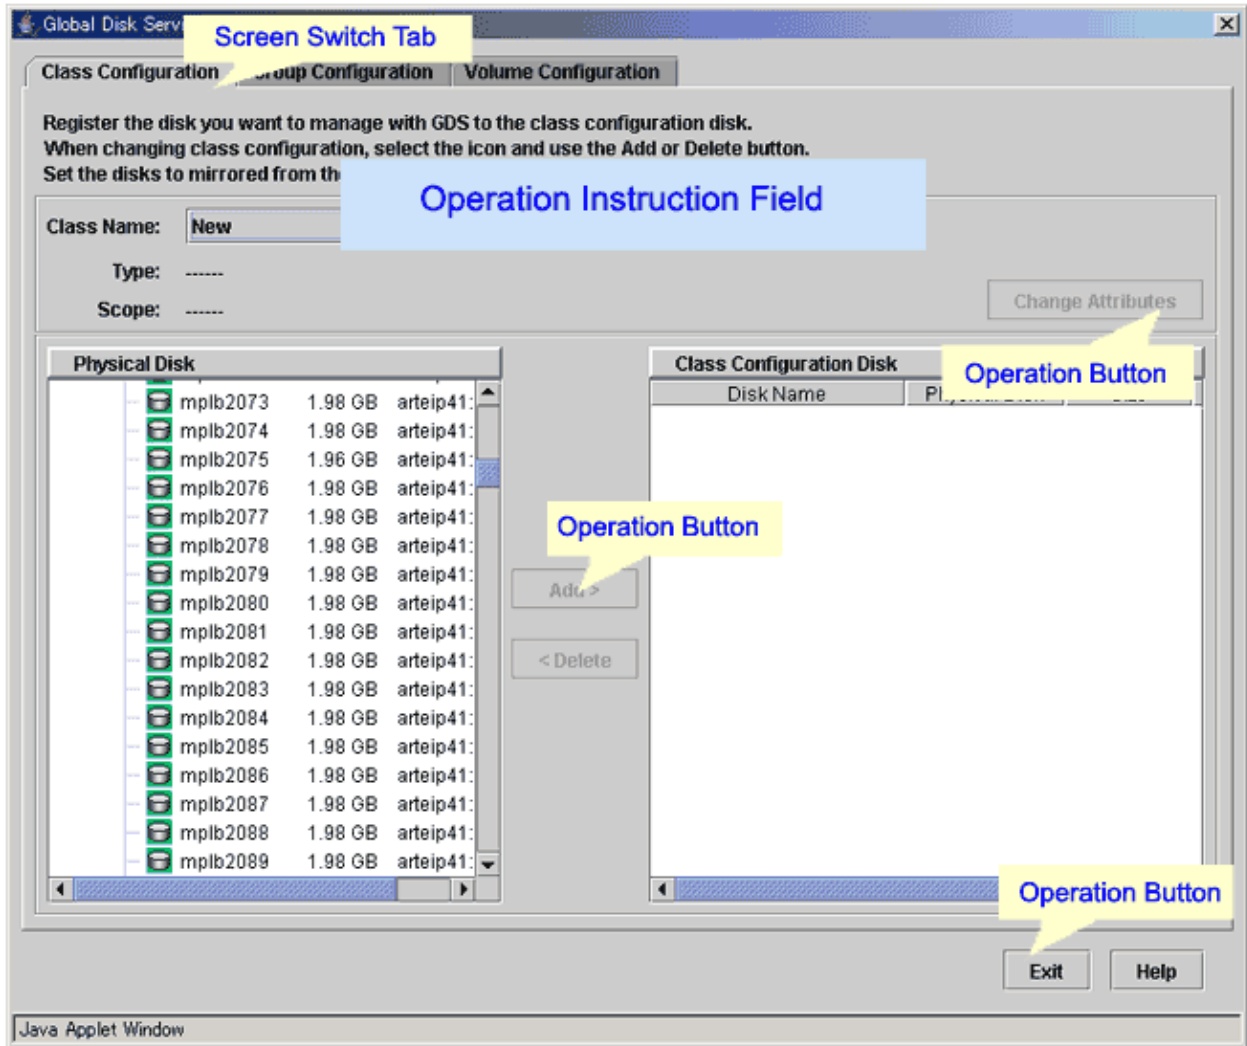 Global Disk Serv
Screen Switch Tab
Class Configuration
roup Configuration
Volume Configuration
Register the disk you want to manage with GDS to the class configuration disk.
When changing class configuration, select the icon and use the Add or Delete button.
Set the disks to mirrored from the
Operation Instruction Field
Class Name: New
Type: ------
Scope: ------
Change Attributes
Operation Button
Physical Disk
mplb2073 1.98 GB arteip41:
mplb2074 1.98 GB arteip41:
mplb2075 1.96 GB arteip41:
mplb2076 1.98 GB arteip41:
mplb2077 1.98 GB arteip41:
mplb2078 1.98 GB arteip41:
mplb2079 1.98 GB arteip41:
mplb2080 1.98 GB arteip41:
mplb2081 1.98 GB arteip41:
mplb2082 1.98 GB arteip41:
mplb2083 1.98 GB arteip41:
mplb2084 1.98 GB arteip41:
mplb2085 1.98 GB arteip41:
mplb2086 1.98 GB arteip41:
mplb2087 1.98 GB arteip41:
mplb2088 1.98 GB arteip41:
mplb2089 1.98 GB arteip41:
Operation Button
Add >
< Delete
Class Configuration Disk
Disk Name
Operation Button
Exit
Help
Java Applet Window